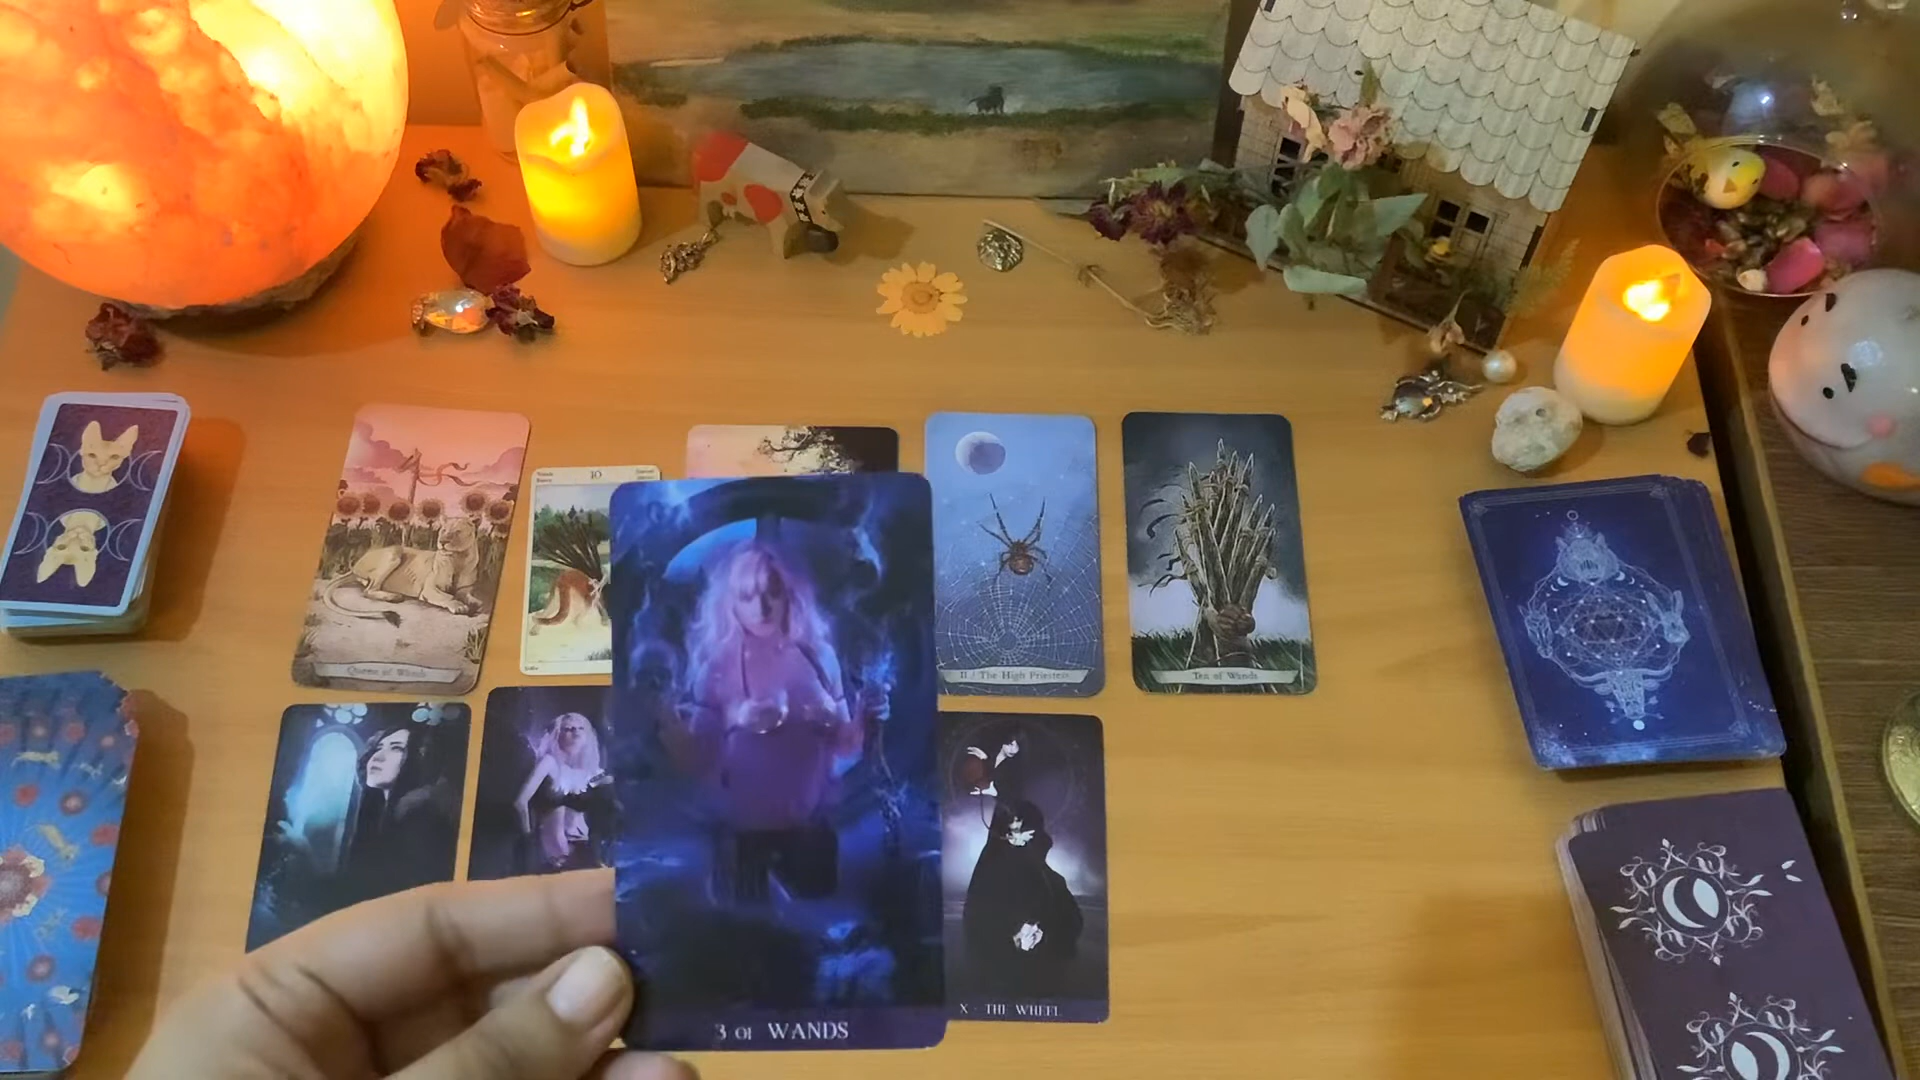 10
Queen of Wands
II / The High Priestess
Ten of Wands
X - THE WHEEL
3 of WANDS